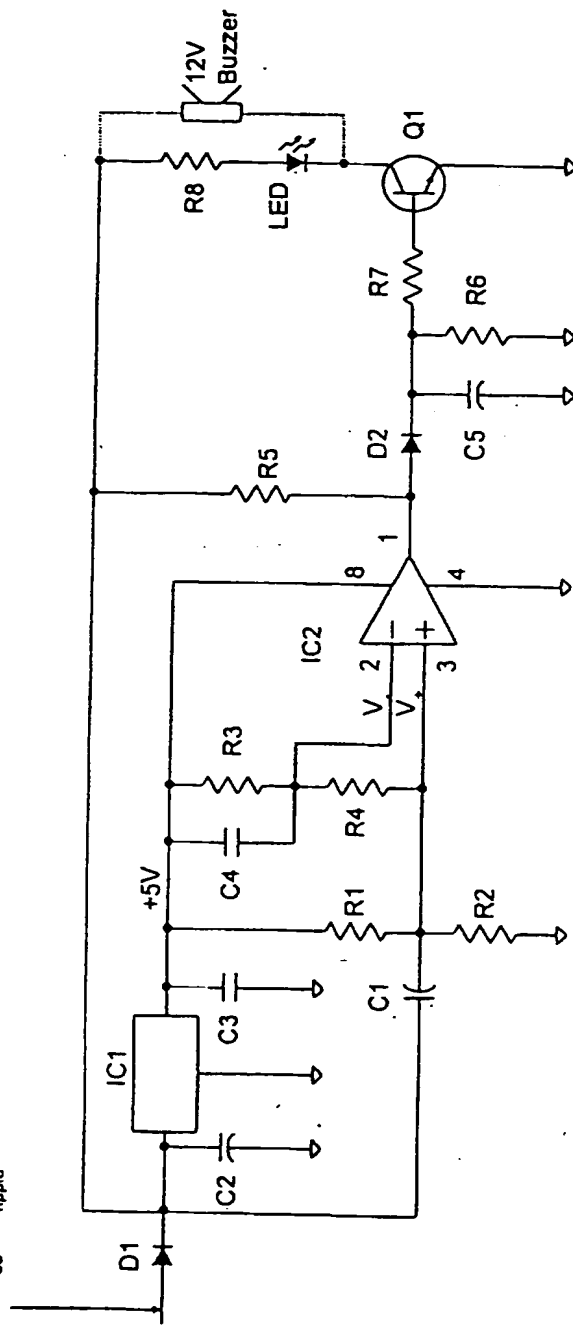 D1
C2
IC1
C3
+5V
C4
R3
R1
R4
C1
R2
IC2
V-
V+
2
3
8
4
1
R5
D2
C5
R6
R7
R8
LED
12V
Buzzer
Q1